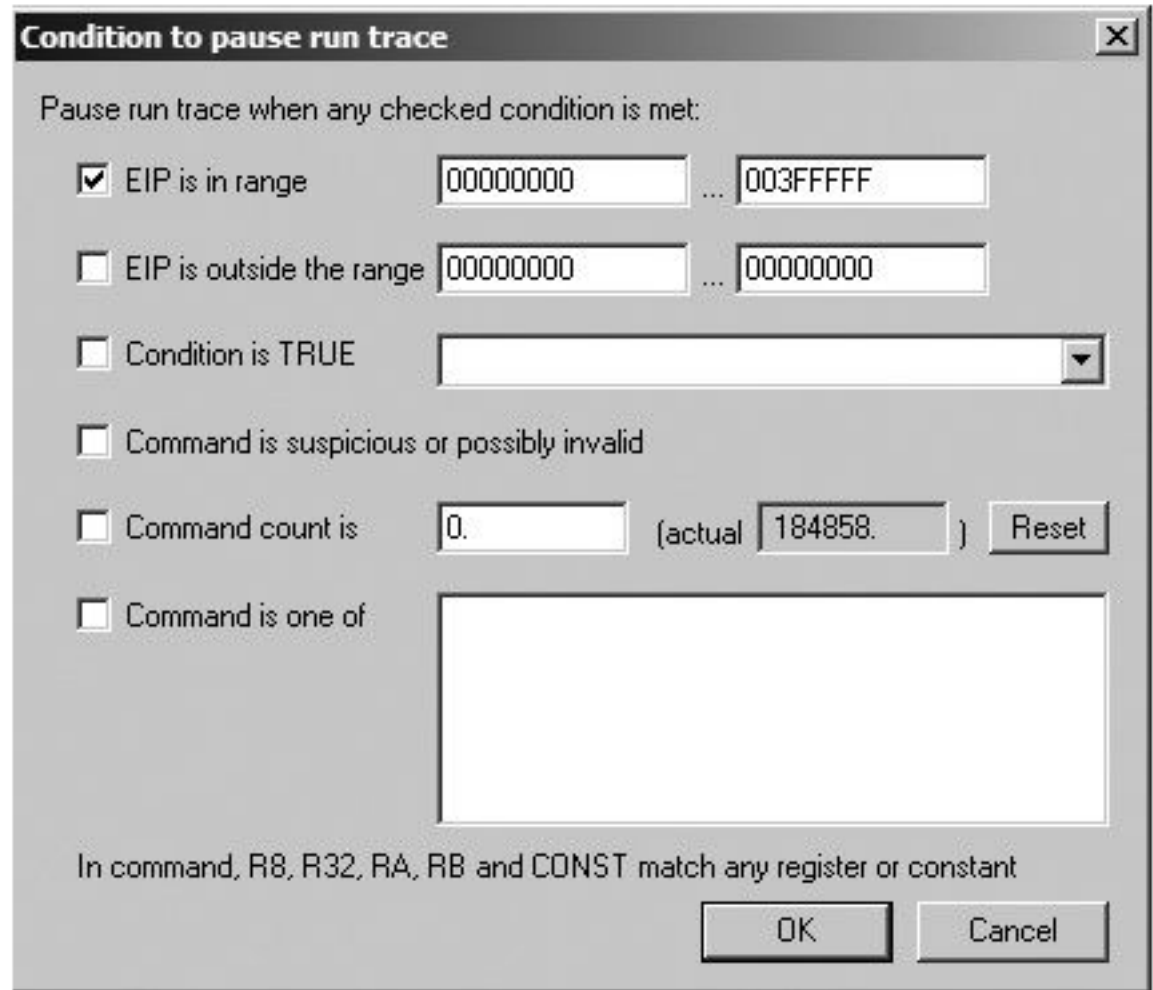 Condition to pause run trace
Pause run trace when any checked condition is met:
EIP is in range 00000000 ... 003FFFFF
EIP is outside the range 00000000 ... 00000000
Condition is TRUE
Command is suspicious or possibly invalid
Command count is 0. (actual 184858. ) Reset
Command is one of
In command, R8, R32, RA, RB and CONST match any register or constant
OK Cancel